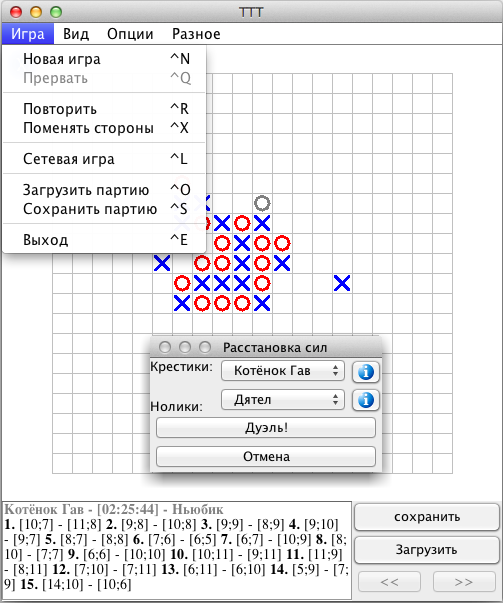 TTT
Игра Вид Опции Разное
Новая игра ^N
Прервать ^Q
Повторить ^R
Поменять стороны ^X
Сетевая игра ^L
Загрузить партию ^O
Сохранить партию ^S
Выход ^E
Расстановка сил
Крестики: Котёнок Гав
Нолики: Дятел
Дуэль!
Отмена
Котёнок Гав - [02:25:44] - Ньюбик
1. [10;7] - [11;8] 2. [9;8] - [10;8] 3. [9;9] - [8;9] 4. [9;10]
- [9;7] 5. [8;7] - [8;8] 6. [7;6] - [6;5] 7. [6;7] - [10;9] 8. [8;
10] - [7;7] 9. [6;6] - [10;10] 10. [10;11] - [9;11] 11. [11;9]
- [8;11] 12. [7;10] - [7;11] 13. [6;11] - [6;10] 14. [5;9] - [7;
9] 15. [14;10] - [10;6]
сохранить
Загрузить
<< >>